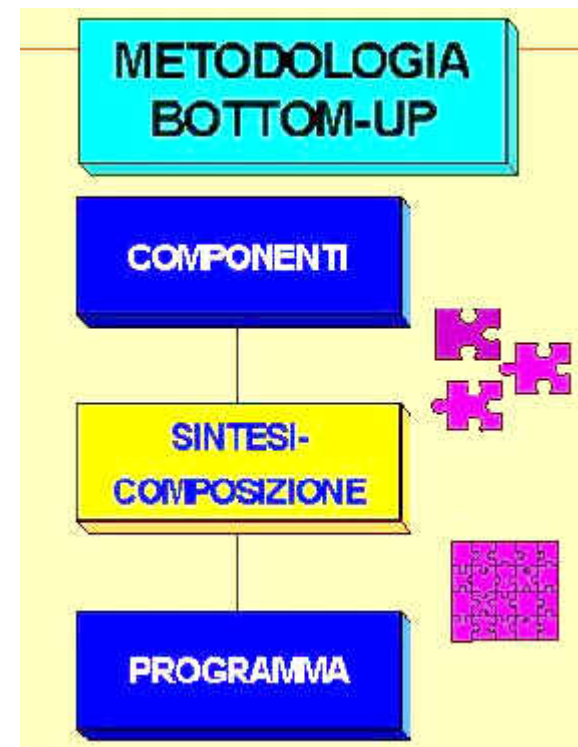 METODOLOGIA
BOTTOM-UP
COMPONENTI
SINTESI-
COMPOSIZIONE
PROGRAMMA